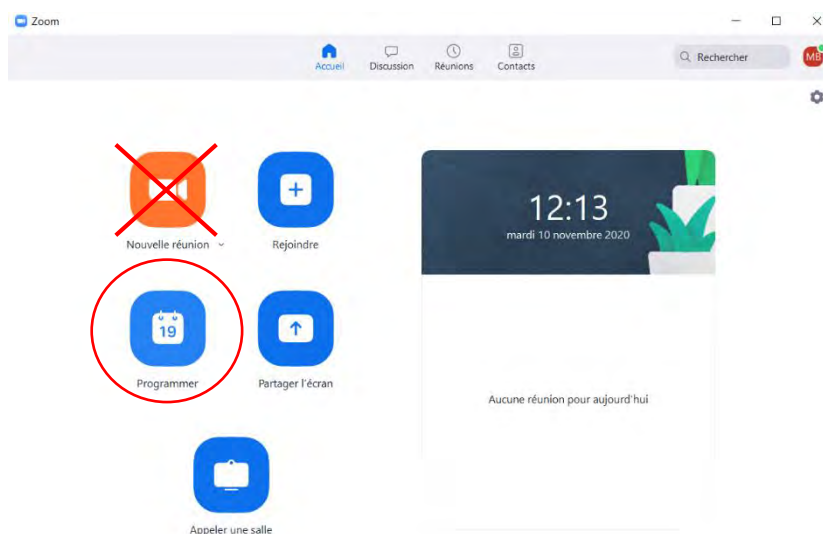 Zoom
Accueil
Discussion
Réunions
Contacts
Rechercher
MB
Nouvelle réunion
Rejoindre
12:13
mardi 10 novembre 2020
19
Programmer
Partager l'écran
Aucune réunion pour aujourd'hui
Appeler une salle